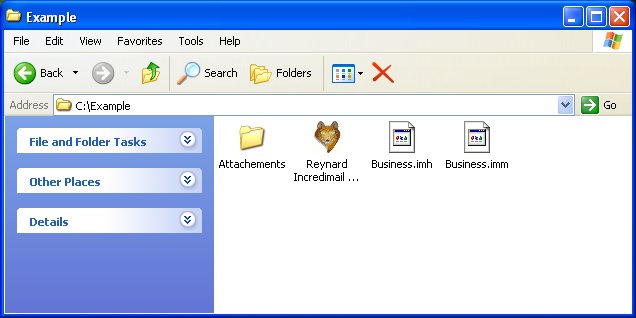 Example
File Edit View Favorites Tools Help
Back Search Folders
Address C:\Example Go
File and Folder Tasks
Other Places
Details
Attachements
Reynard
Incredimail ...
Business.imh
Business.imm